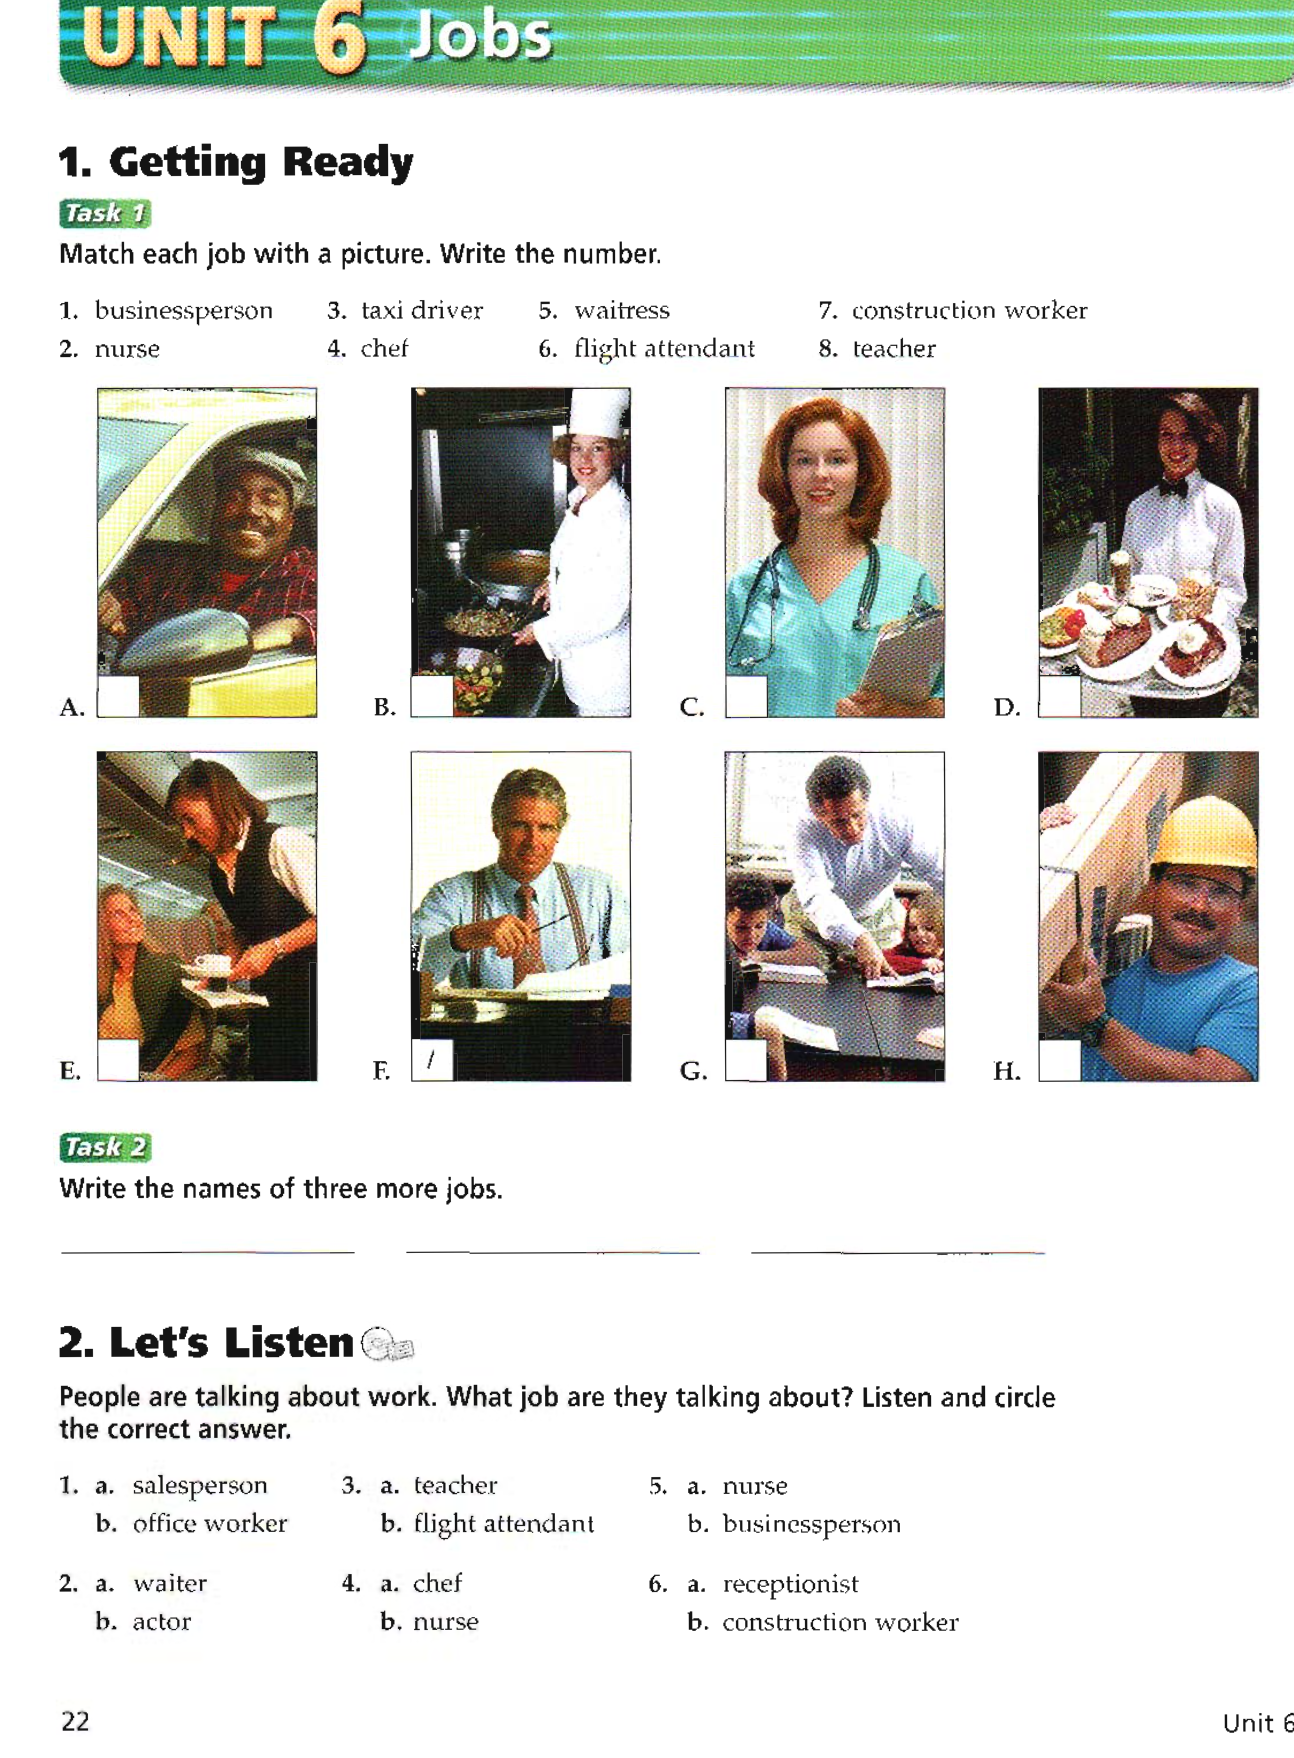 UNIT 6 Jobs
1. Getting Ready
Task 1
Match each job with a picture. Write the number.
1. businessperson 3. taxi driver 5. waitress 7. construction worker
2. nurse 4. chef 6. flight attendant 8. teacher
A. B. C. D.
E. F. 1 G. H.
Task 2
Write the names of three more jobs.
2. Let's Listen
People are talking about work. What job are they talking about? Listen and circle
the correct answer.
1. a. salesperson 3. a. teacher 5. a. nurse
b. office worker b. flight attendant b. businessperson
2. a. waiter 4. a. chef 6. a. receptionist
b. actor b. nurse b. construction worker
22 Unit 6